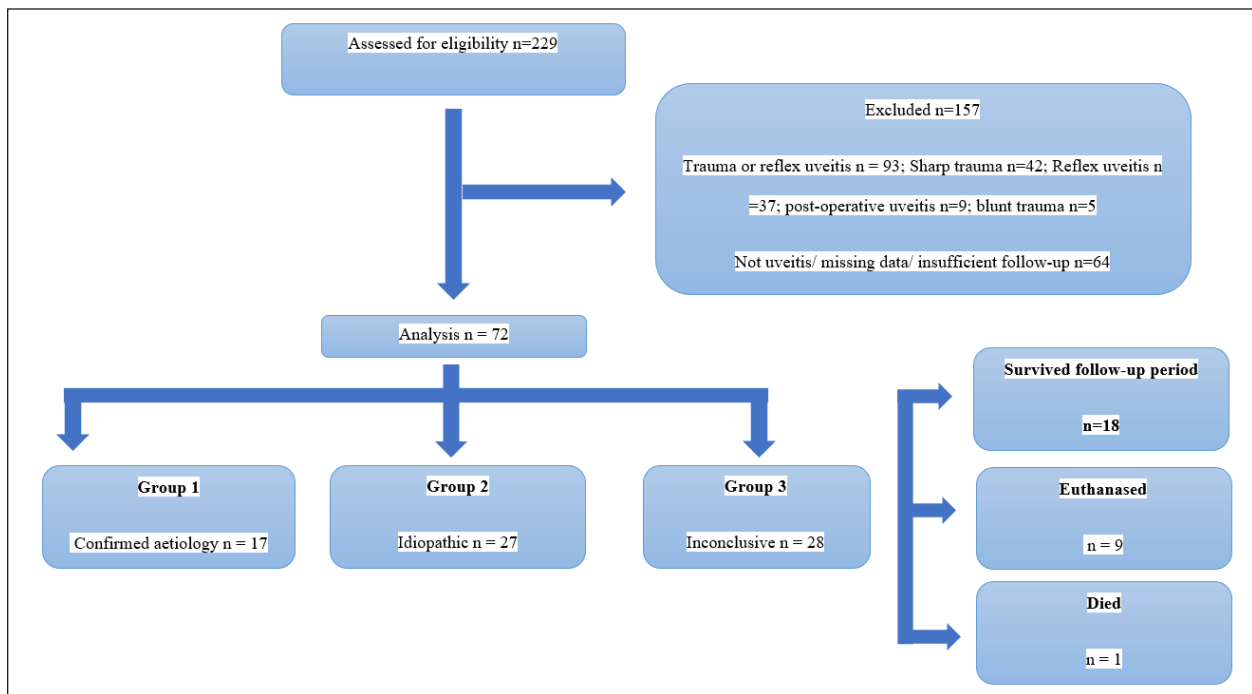 Assessed for eligibility n=229
Excluded n=157
Trauma or reflex uveitis n = 93; Sharp trauma n=42; Reflex uveitis n
=37; post-operative uveitis n=9; blunt trauma n=5
Not uveitis/ missing data/ insufficient follow-up n=64
Analysis n = 72
Group 1
Confirmed aetiology n = 17
Group 2
Idiopathic n = 27
Group 3
Inconclusive n = 28
Survived follow-up period
n=18
Euthanased
n = 9
Died
n = 1